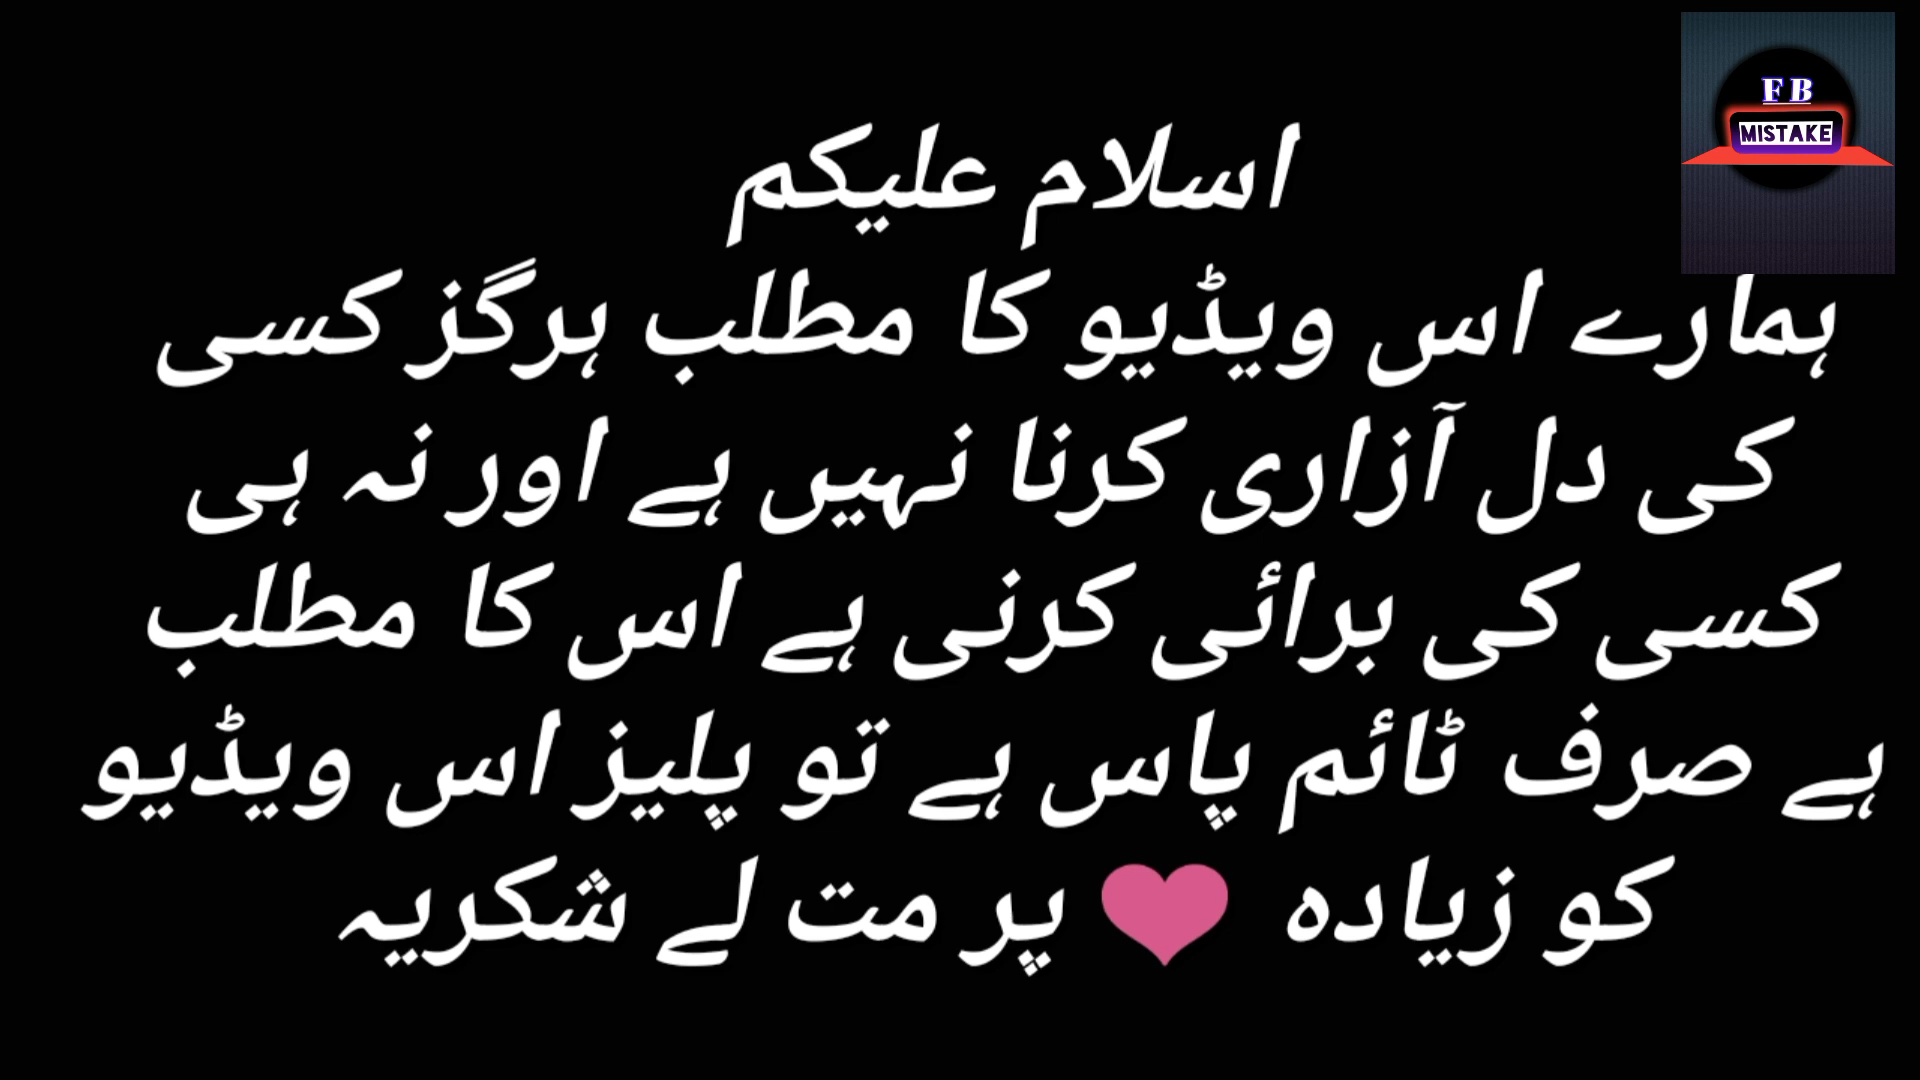 FB
MISTAKE
اسلام علیکم
ہمارے اس ویڈیو کا مطلب ہرگز کسی
کی دل آزاری کرنا نہیں ہے اور نہ ہی
کسی کی برائی کرنی ہے اس کا مطلب
ہے صرف ٹائم پاس ہے تو پلیز اس ویڈیو
کو زیادہ ❤ پر مت لے شکریہ